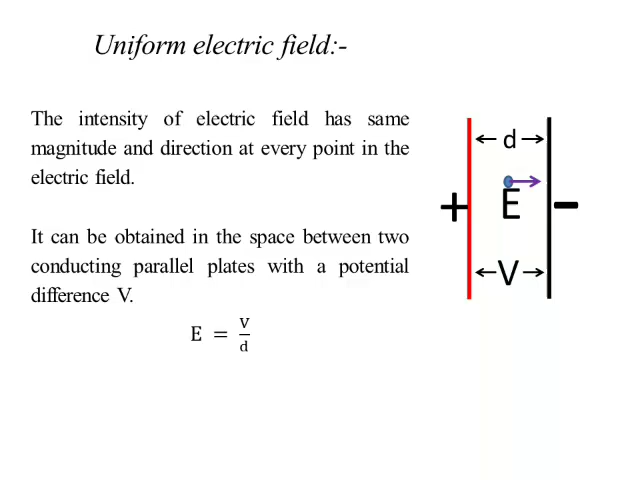 Uniform electric field:-
The intensity of electric field has same
magnitude and direction at every point in the
electric field.
It can be obtained in the space between two
conducting parallel plates with a potential
difference V.
E = V/d
d
+ E -
V